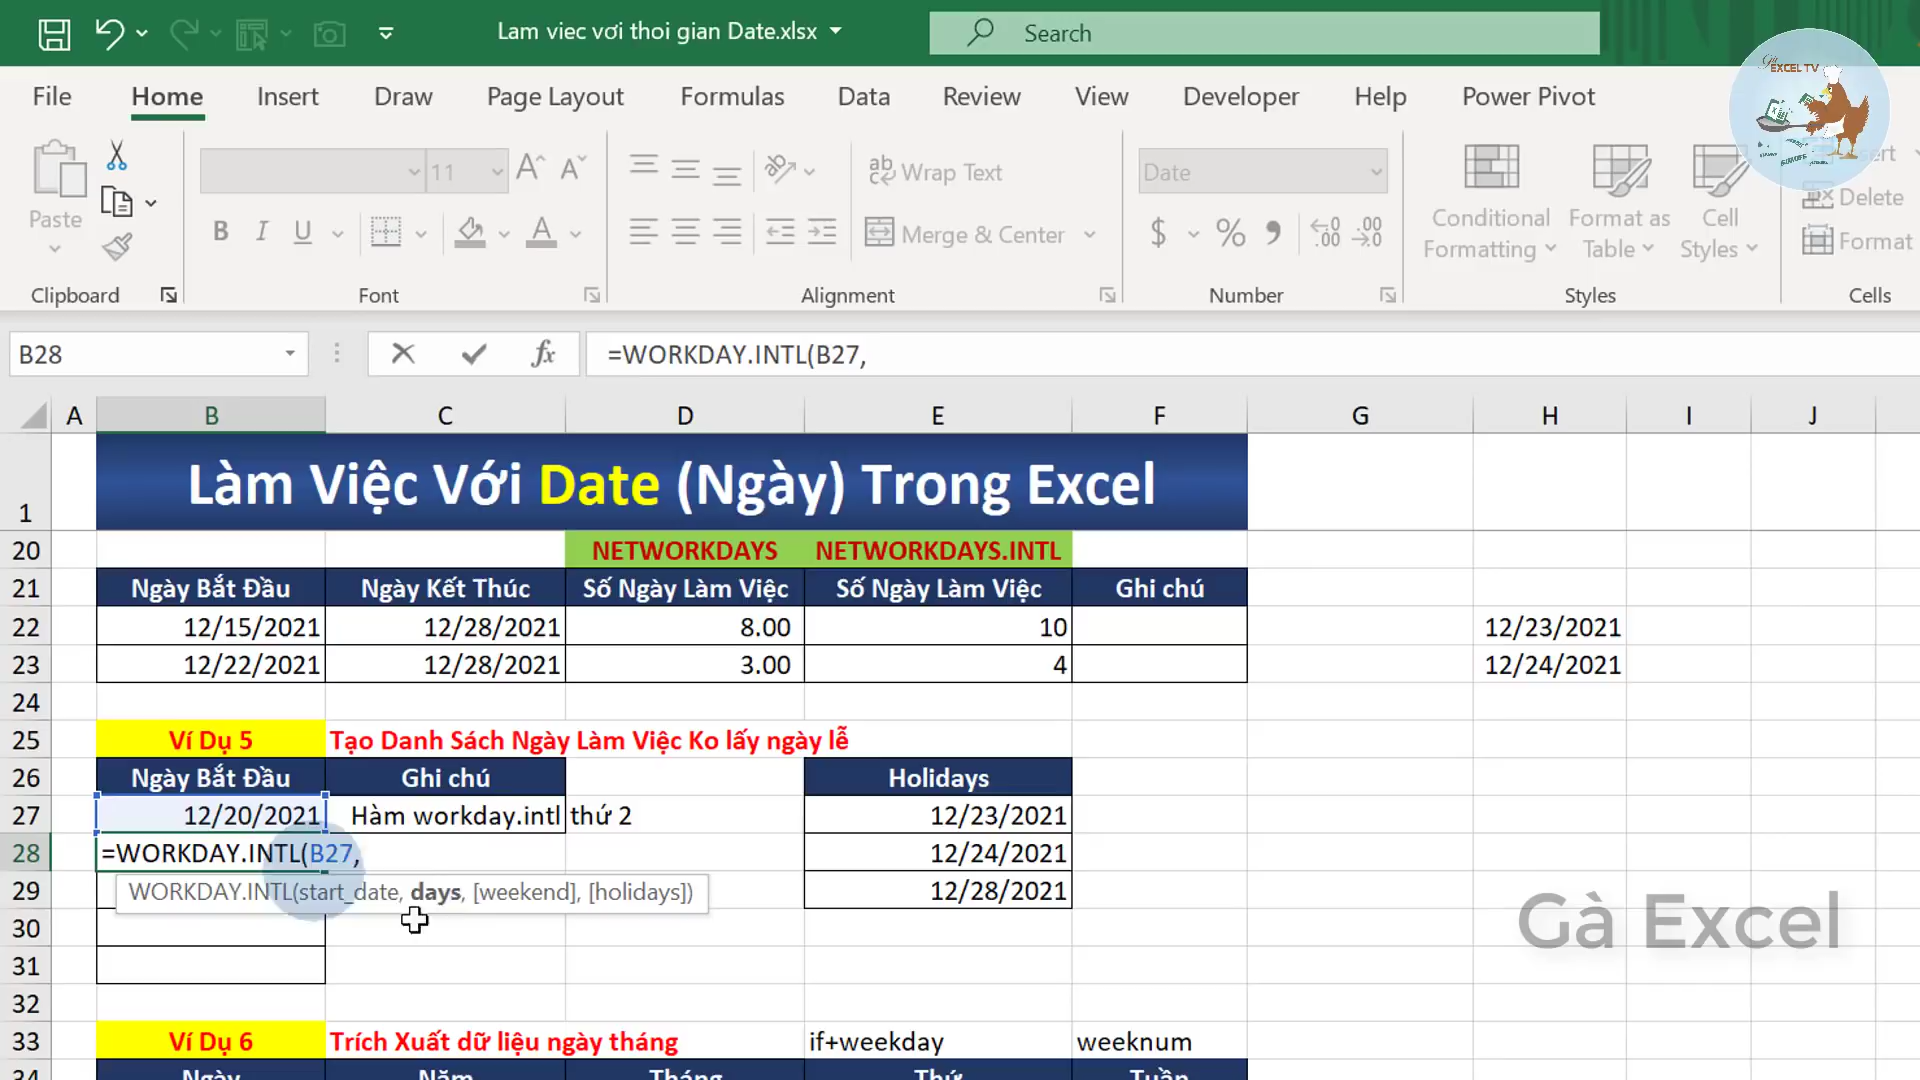 Lam viec vơi thoi gian Date.xlsx
Search
Gà
EXCEL TV
File Home Insert Draw Page Layout Formulas Data Review View Developer Help Power Pivot
Paste
11
B I U
Wrap Text
Merge & Center
Date
$ % ,
Conditional Formatting
Format as Table
Cell Styles
Delete
Format
Clipboard Font Alignment Number Styles Cells
B28 fx =WORKDAY.INTL(B27,
A B C D E F G H I J
1 Làm Việc Với Date (Ngày) Trong Excel
20 NETWORKDAYS NETWORKDAYS.INTL
21 Ngày Bắt Đầu Ngày Kết Thúc Số Ngày Làm Việc Số Ngày Làm Việc Ghi chú
22 12/15/2021 12/28/2021 8.00 10 12/23/2021
23 12/22/2021 12/28/2021 3.00 4 12/24/2021
24
25 Ví Dụ 5 Tạo Danh Sách Ngày Làm Việc Ko lấy ngày lễ
26 Ngày Bắt Đầu Ghi chú Holidays
27 12/20/2021 Hàm workday.intl thứ 2 12/23/2021
28 =WORKDAY.INTL(B27, 12/24/2021
29 WORKDAY.INTL(start_date, days, [weekend], [holidays]) 12/28/2021
30
Gà Excel
31
32
33 Ví Dụ 6 Trích Xuất dữ liệu ngày tháng if+weekday weeknum
34 Ngày Năm Tháng Thứ Tuần